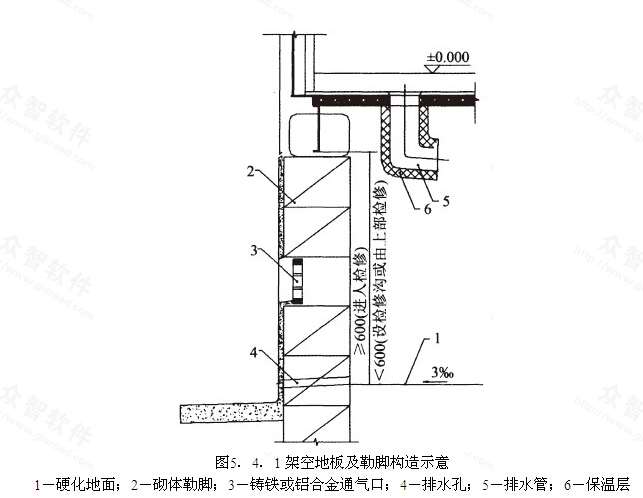 ±0.000
2
3
4
5
6
1
≥600(进人检修)
<600(设检修沟或由上部检修)
3‰
图5．4．1架空地板及勒脚构造示意
1—硬化地面；2—砌体勒脚；3—铸铁或铝合金通气口；4—排水孔；5—排水管；6—保温层
众智软件
众智软件
众智软件
众智软件